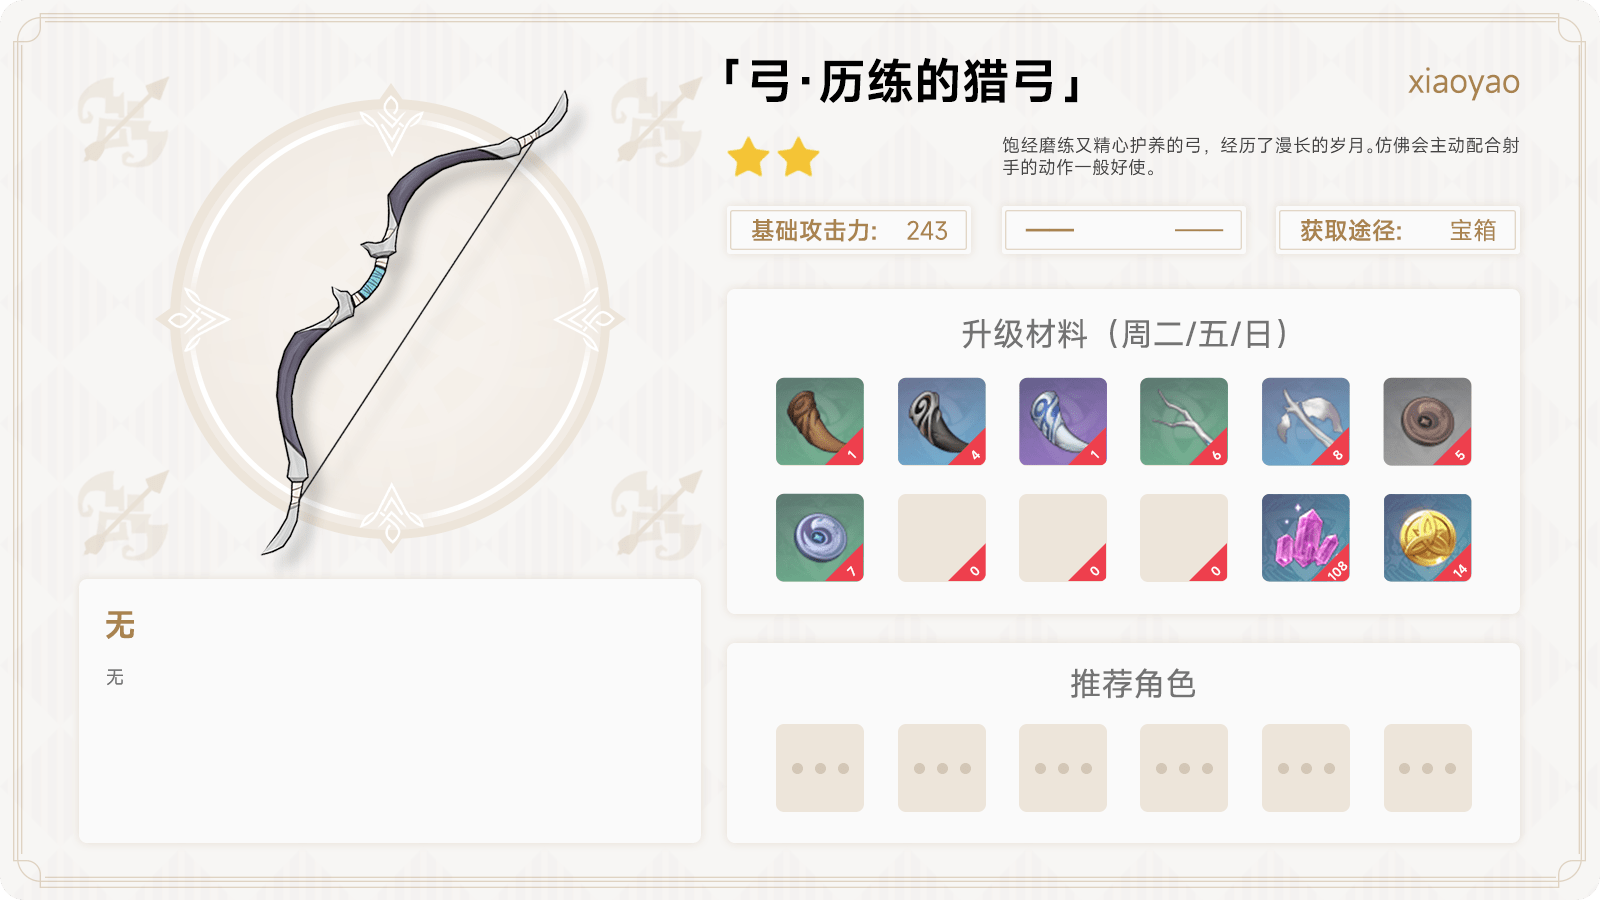 「弓·历练的猎弓」
xiaoyao
饱经磨练又精心护养的弓，经历了漫长的岁月。仿佛会主动配合射
手的动作一般好使。
基础攻击力: 243
获取途径: 宝箱
升级材料（周二/五/日）
1 4 1 6 8 5
7 0 0 0 108 14
无
无
推荐角色